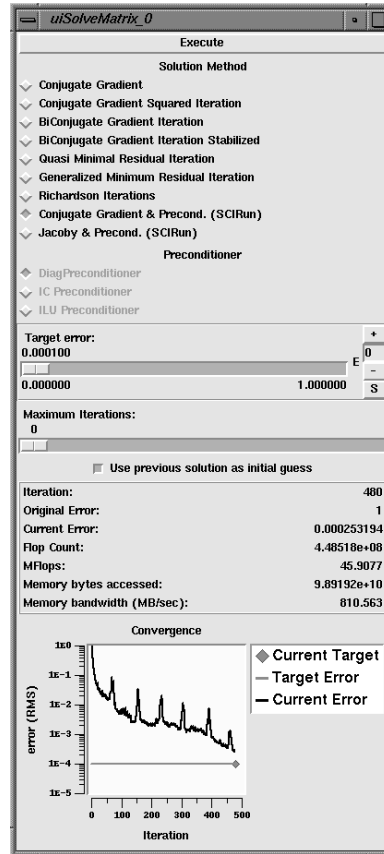 uiSolveMatrix_0
Execute
Solution Method
Conjugate Gradient
Conjugate Gradient Squared Iteration
BiConjugate Gradient Iteration
BiConjugate Gradient Iteration Stabilized
Quasi Minimal Residual Iteration
Generalized Minimum Residual Iteration
Richardson Iterations
Conjugate Gradient & Precond. (SCIRun)
Jacoby & Precond. (SCIRun)
Preconditioner
DiagPreconditioner
IC Preconditioner
ILU Preconditioner
Target error:
+
0.000100
E 0
-
0.000000 1.000000 S
Maximum Iterations:
0
Use previous solution as initial guess
Iteration: 480
Original Error: 1
Current Error: 0.000253194
Flop Count: 4.48518e+08
MFlops: 45.9077
Memory bytes accessed: 9.89192e+10
Memory bandwidth (MB/sec): 810.563
Convergence
1E0
1E-1
1E-2
1E-3
1E-4
1E-5
error (RMS)
0 100 200 300 400 500
Iteration
Current Target
Target Error
Current Error